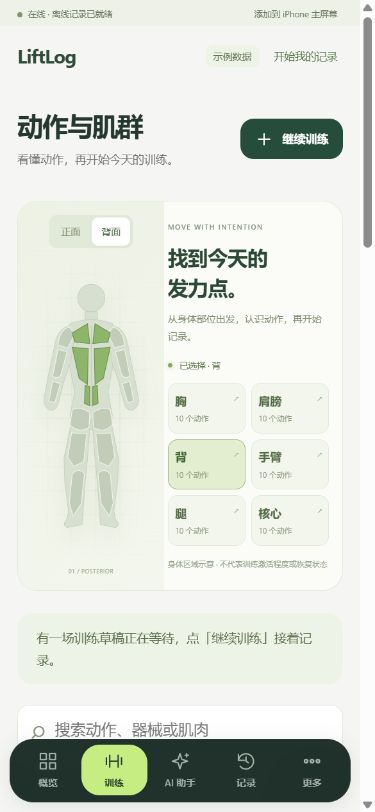 在线 · 离线记录已就绪
添加到 iPhone 主屏幕
LiftLog
示例数据
开始我的记录
动作与肌群
看懂动作，再开始今天的训练。
继续训练
正面
背面
MOVE WITH INTENTION
找到今天的
发力点。
从身体部位出发，认识动作，再开始
记录。
已选择 · 背
胸
10 个动作
肩膀
10 个动作
背
10 个动作
手臂
10 个动作
腿
10 个动作
核心
10 个动作
01 / POSTERIOR
身体区域示意 · 不代表训练激活程度或恢复状态
有一场训练草稿正在等待，点「继续训练」接着记
录。
搜索动作、器械或肌肉
概览
训练
AI 助手
记录
更多